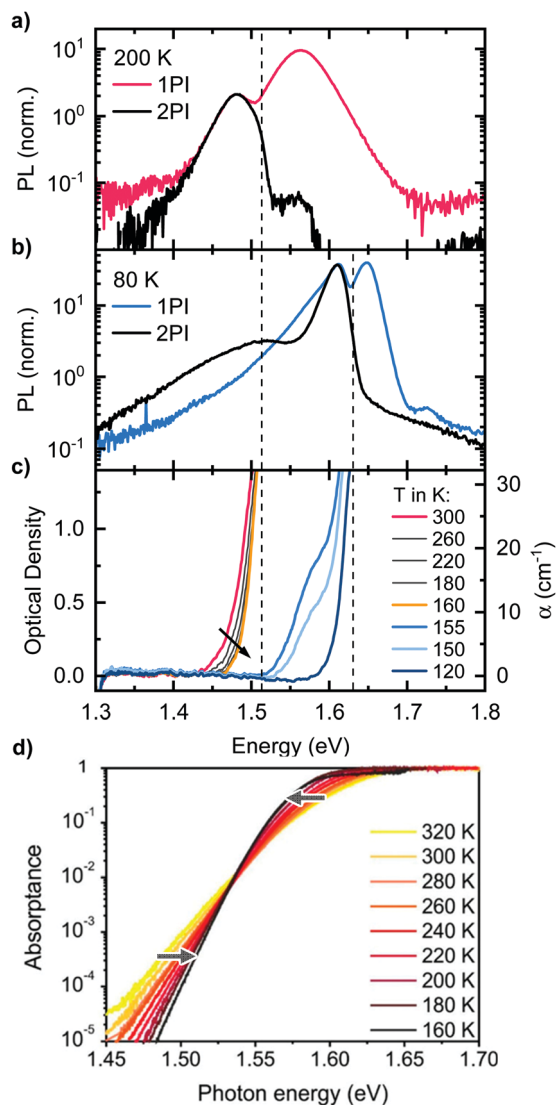 a)
200 K
1PI
2PI
PL (norm.)
10¹
10⁰
10⁻¹
b)
80 K
1PI
2PI
PL (norm.)
10¹
10⁰
10⁻¹
c)
T in K:
300
260
220
180
160
155
150
120
Optical Density
1.0
0.5
0.0
α (cm⁻¹)
30
20
10
0
1.3 1.4 1.5 1.6 1.7 1.8
Energy (eV)
d)
Absorptance
1
10⁻¹
10⁻²
10⁻³
10⁻⁴
10⁻⁵
320 K
300 K
280 K
260 K
240 K
220 K
200 K
180 K
160 K
1.45 1.50 1.55 1.60 1.65 1.70
Photon energy (eV)